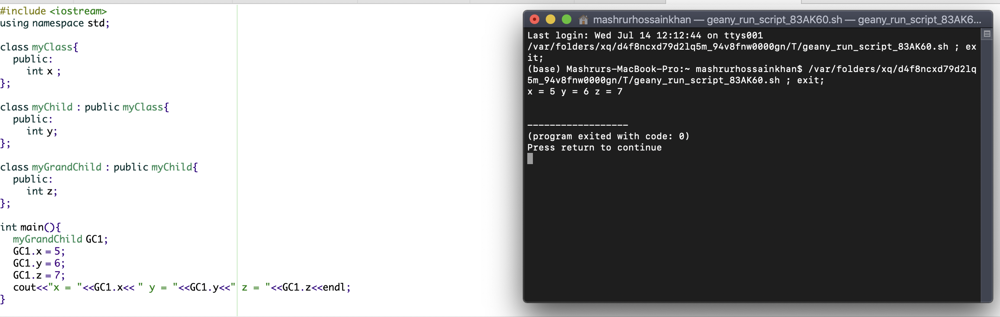 #include <iostream>
using namespace std;
class myClass{
public:
int x ;
};
class myChild : public myClass{
public:
int y;
};
class myGrandChild : public myChild{
public:
int z;
};
int main(){
myGrandChild GC1;
GC1.x = 5;
GC1.y = 6;
GC1.z = 7;
cout<<"x = "<<GC1.x<< " y = "<<GC1.y<<" z = "<<GC1.z<<endl;
}
mashrurhossainkhan — geany_run_script_83AK60.sh — geany_run_script_83AK6...
Last login: Wed Jul 14 12:12:44 on ttys001
/var/folders/xq/d4f8ncxd79d2lq5m_94v8fnw0000gn/T/geany_run_script_83AK60.sh ; ex
it;
(base) Mashrurs-MacBook-Pro:~ mashrurhossainkhan$ /var/folders/xq/d4f8ncxd79d2lq
5m_94v8fnw0000gn/T/geany_run_script_83AK60.sh ; exit;
x = 5 y = 6 z = 7
------------------
(program exited with code: 0)
Press return to continue